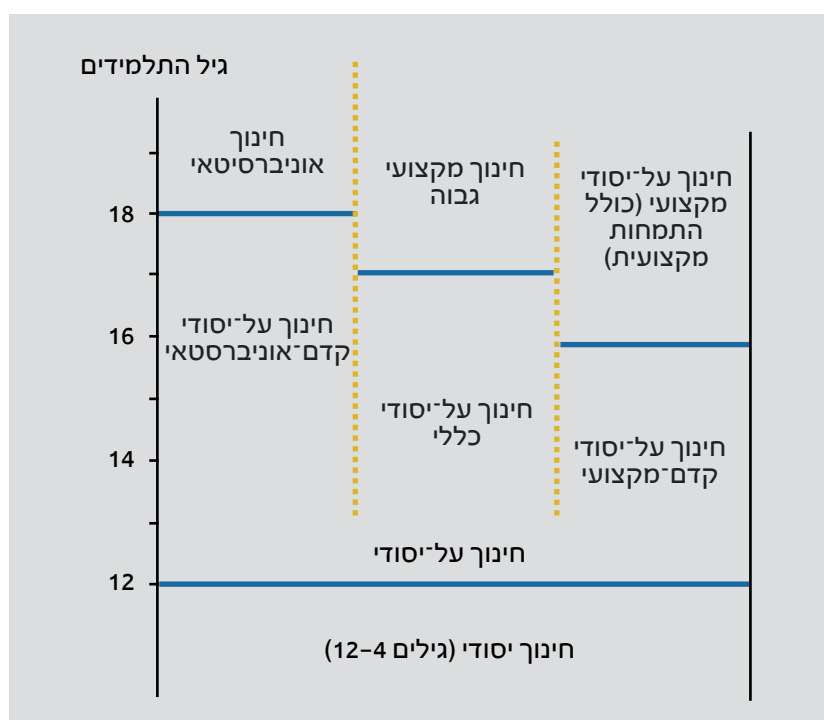 גיל התלמידים
חינוך
אוניברסיטאי
חינוך מקצועי
גבוה
חינוך על־יסודי
מקצועי (כולל
התמחות
מקצועית)
18
חינוך על־יסודי
קדם־אוניברסטאי
16
חינוך על־יסודי
כללי
חינוך על־יסודי
קדם־מקצועי
14
חינוך על־יסודי
12
חינוך יסודי (גילים 4–12)